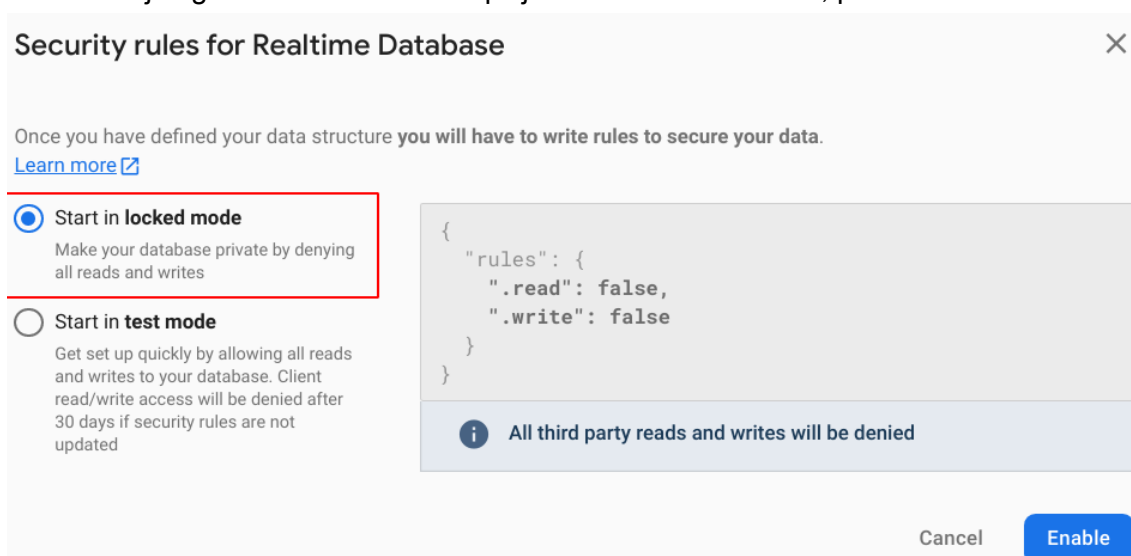 Security rules for Realtime Database
Once you have defined your data structure you will have to write rules to secure your data.
Learn more
Start in locked mode
Make your database private by denying
all reads and writes
Start in test mode
Get set up quickly by allowing all reads
and writes to your database. Client
read/write access will be denied after
30 days if security rules are not
updated
{
"rules": {
".read": false,
".write": false
}
}
All third party reads and writes will be denied
Cancel
Enable